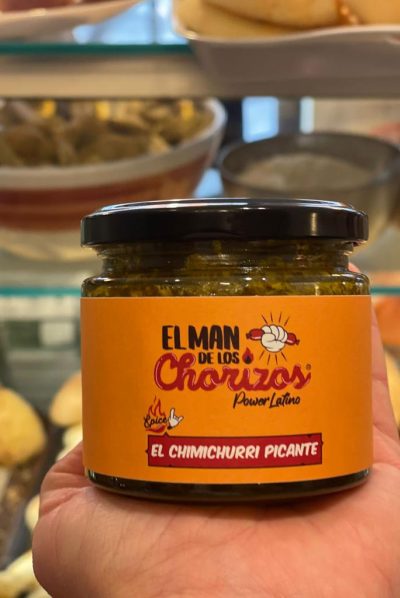 EL MAN
DE LOS
Chorizos
Power Latino
Spice
EL CHIMICHURRI PICANTE